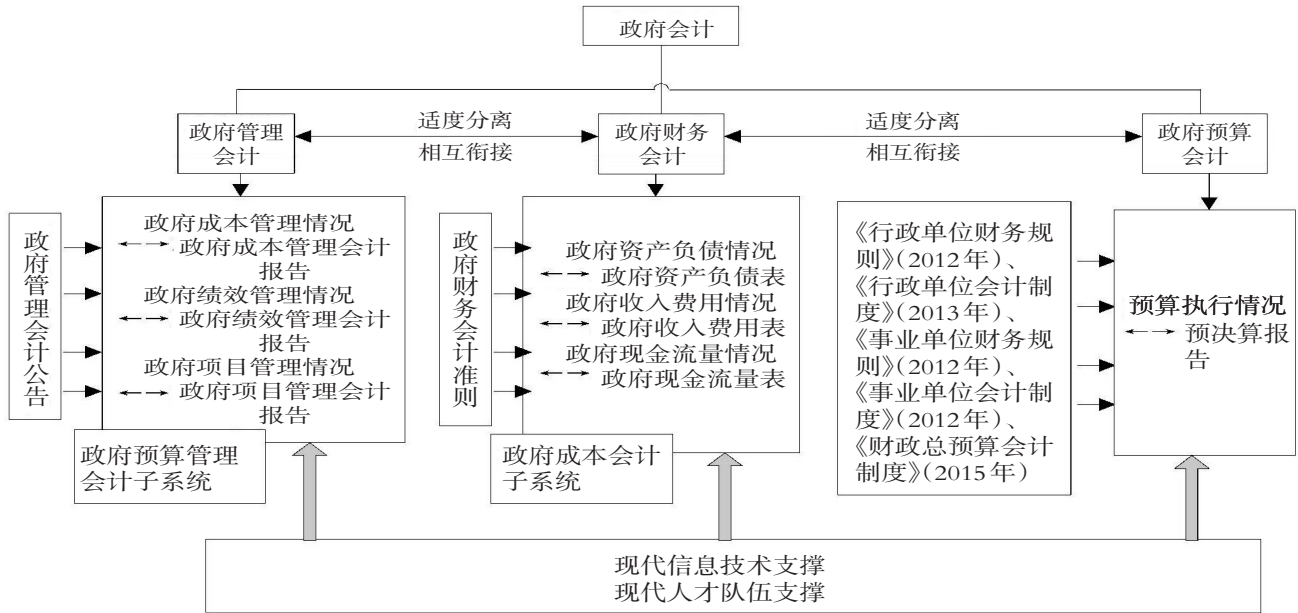 政府会计
政府管理
会计
适度分离
相互衔接
政府财务
会计
适度分离
相互衔接
政府预算
会计
政府管理会计公告
政府成本管理情况
政府成本管理会计
报告
政府绩效管理情况
政府绩效管理会计
报告
政府项目管理情况
政府项目管理会计
报告
政府预算管理
会计子系统
政府财务会计准则
政府资产负债情况
政府资产负债表
政府收入费用情况
政府收入费用表
政府现金流量情况
政府现金流量表
政府成本会计
子系统
《行政单位财务规
则》(2012年)、
《行政单位会计制
度》(2013年)、
《事业单位财务规
则》(2012年)、
《事业单位会计制
度》(2012年)、
《财政总预算会计
制度》(2015年)
预算执行情况
预决算报
告
现代信息技术支撑
现代人才队伍支撑